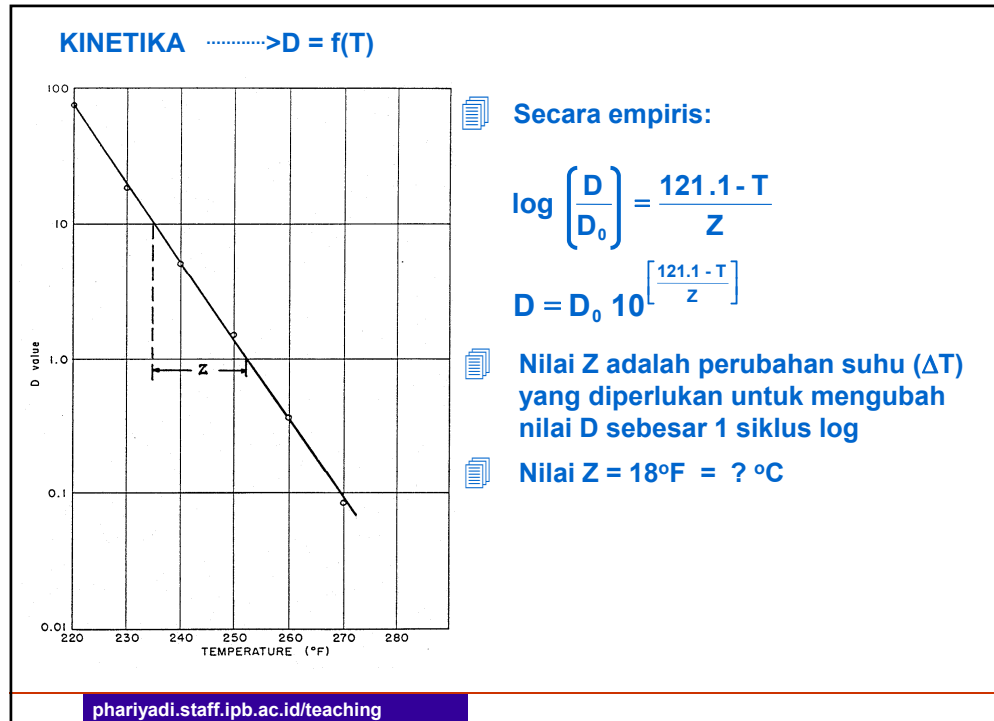 KINETIKA ············>D = f(T)
100
10
1.0
0.1
0.01
D value
Z
220 230 240 250 260 270 280
TEMPERATURE (°F)
Secara empiris:
log [D/D₀] = 121.1 - T / Z
D = D₀ 10^[121.1 - T / Z]
Nilai Z adalah perubahan suhu (ΔT)
yang diperlukan untuk mengubah
nilai D sebesar 1 siklus log
Nilai Z = 18°F = ? °C
phariyadi.staff.ipb.ac.id/teaching